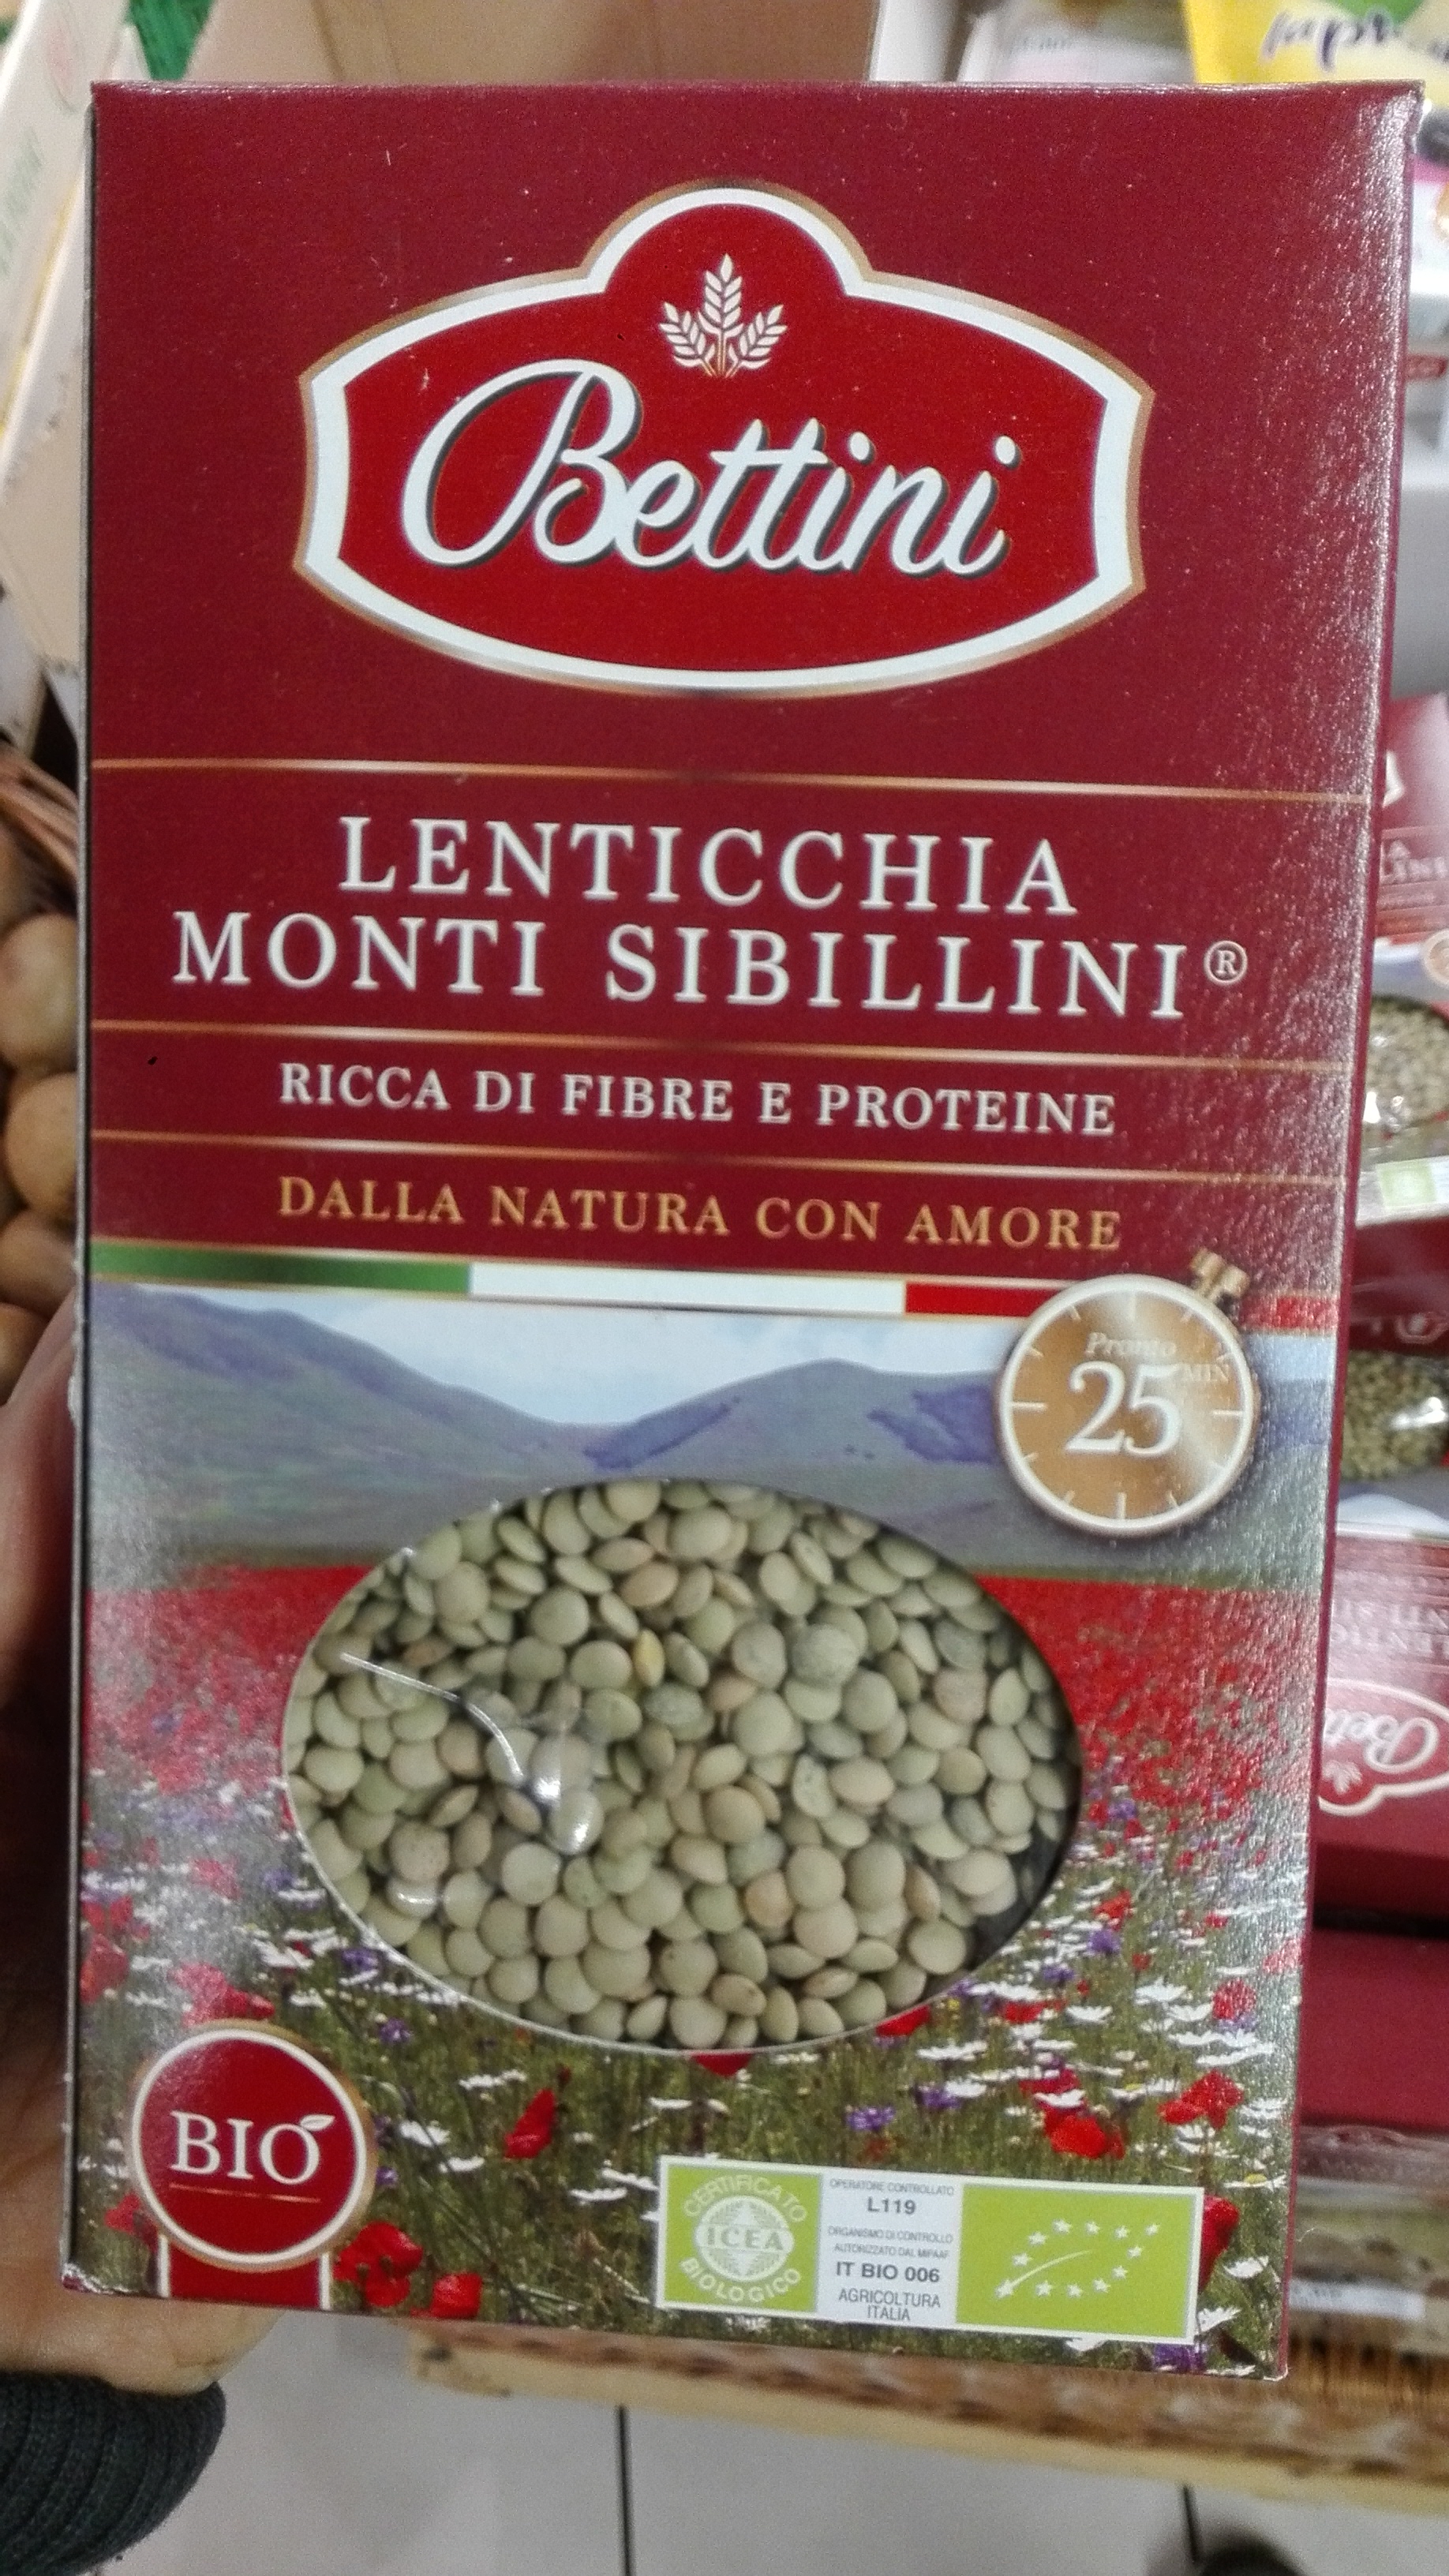 Bettini
LENTICCHIA
MONTI SIBILLINI®
RICCA DI FIBRE E PROTEINE
DALLA NATURA CON AMORE
Pronto
25 MIN
BIO
CERTIFICATO
ICEA
BIOLOGICO
OPERATORE CONTROLLATO
L119
ORGANISMO DI CONTROLLO
AUTORIZZATO DAL MIPAAF
IT BIO 006
AGRICOLTURA
ITALIA